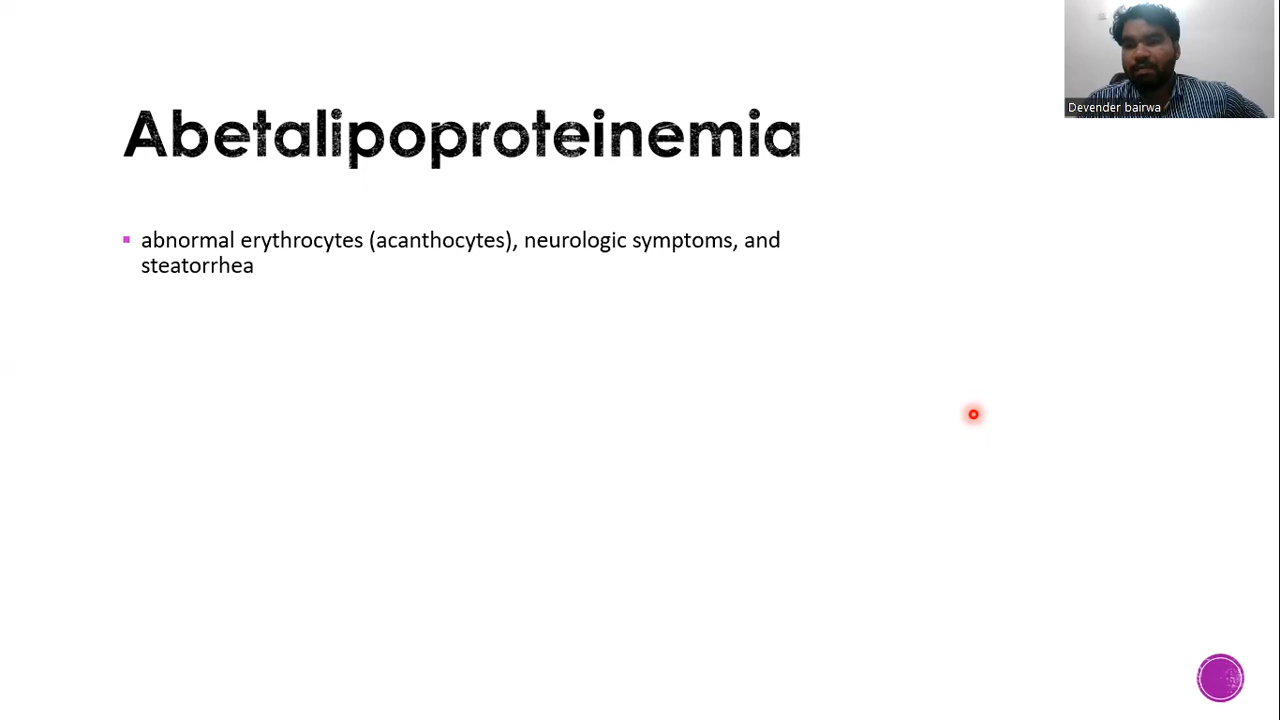 Devender bairwa
Abetalipoproteinemia
abnormal erythrocytes (acanthocytes), neurologic symptoms, and
steatorrhea